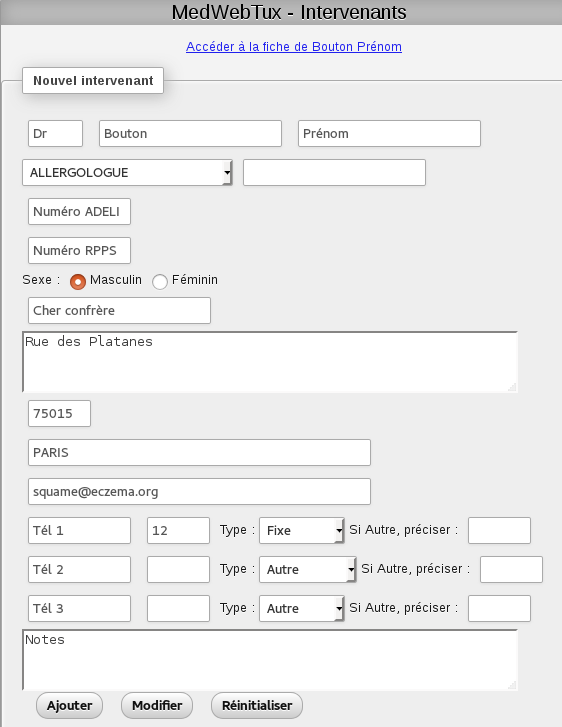 MedWebTux - Intervenants
Accéder à la fiche de Bouton Prénom
Nouvel intervenant
Dr Bouton Prénom
ALLERGOLOGUE
Numéro ADELI
Numéro RPPS
Sexe : Masculin Féminin
Cher confrère
Rue des Platanes
75015
PARIS
squame@eczema.org
Tél 1 12 Type : Fixe Si Autre, préciser :
Tél 2 Type : Autre Si Autre, préciser :
Tél 3 Type : Autre Si Autre, préciser :
Notes
Ajouter Modifier Réinitialiser